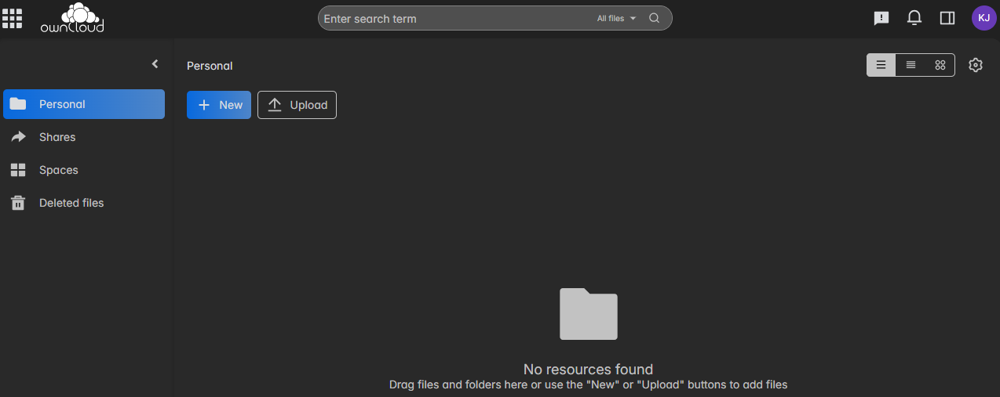 ownCloud
Enter search term
All files
KJ
Personal
Personal
Shares
Spaces
Deleted files
New
Upload
No resources found
Drag files and folders here or use the "New" or "Upload" buttons to add files